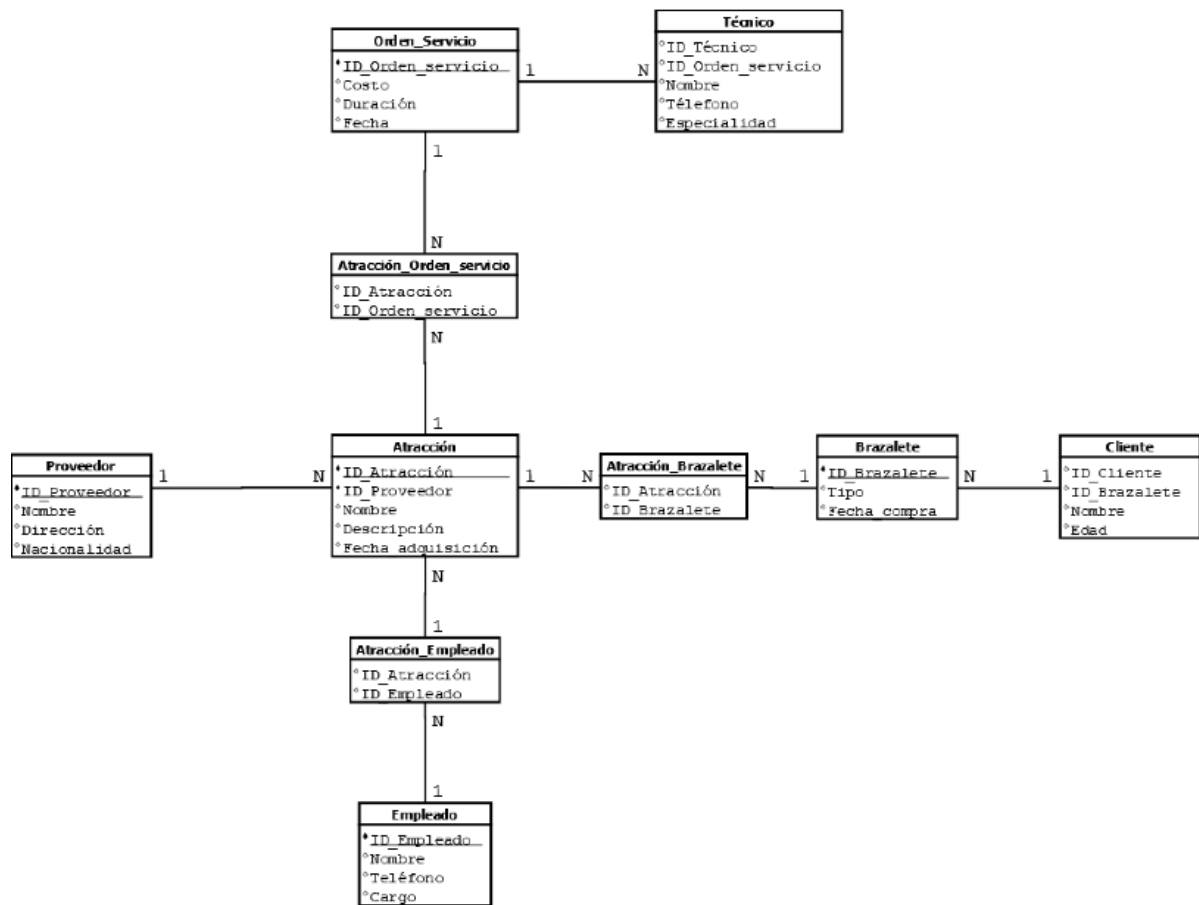 Orden_Servicio
ID_Orden_servicio
Costo
Duración
Fecha
1
N
Técnico
ID_Técnico
ID_Orden_servicio
Nombre
Télefono
Especialidad
1
N
Atracción_Orden_servicio
ID_Atracción
ID_Orden_servicio
N
1
Proveedor
ID_Proveedor
Nombre
Dirección
Nacionalidad
1
N
Atracción
ID_Atracción
ID_Proveedor
Nombre
Descripción
Fecha_adquisición
1
N
Atracción_Brazalete
ID_Atracción
ID_Brazalete
N
1
Brazalete
ID_Brazalete
Tipo
Fecha_compra
N
1
Cliente
ID_Cliente
ID_Brazalete
Nombre
Edad
N
1
Atracción_Empleado
ID_Atracción
ID_Empleado
N
1
Empleado
ID_Empleado
Nombre
Teléfono
Cargo